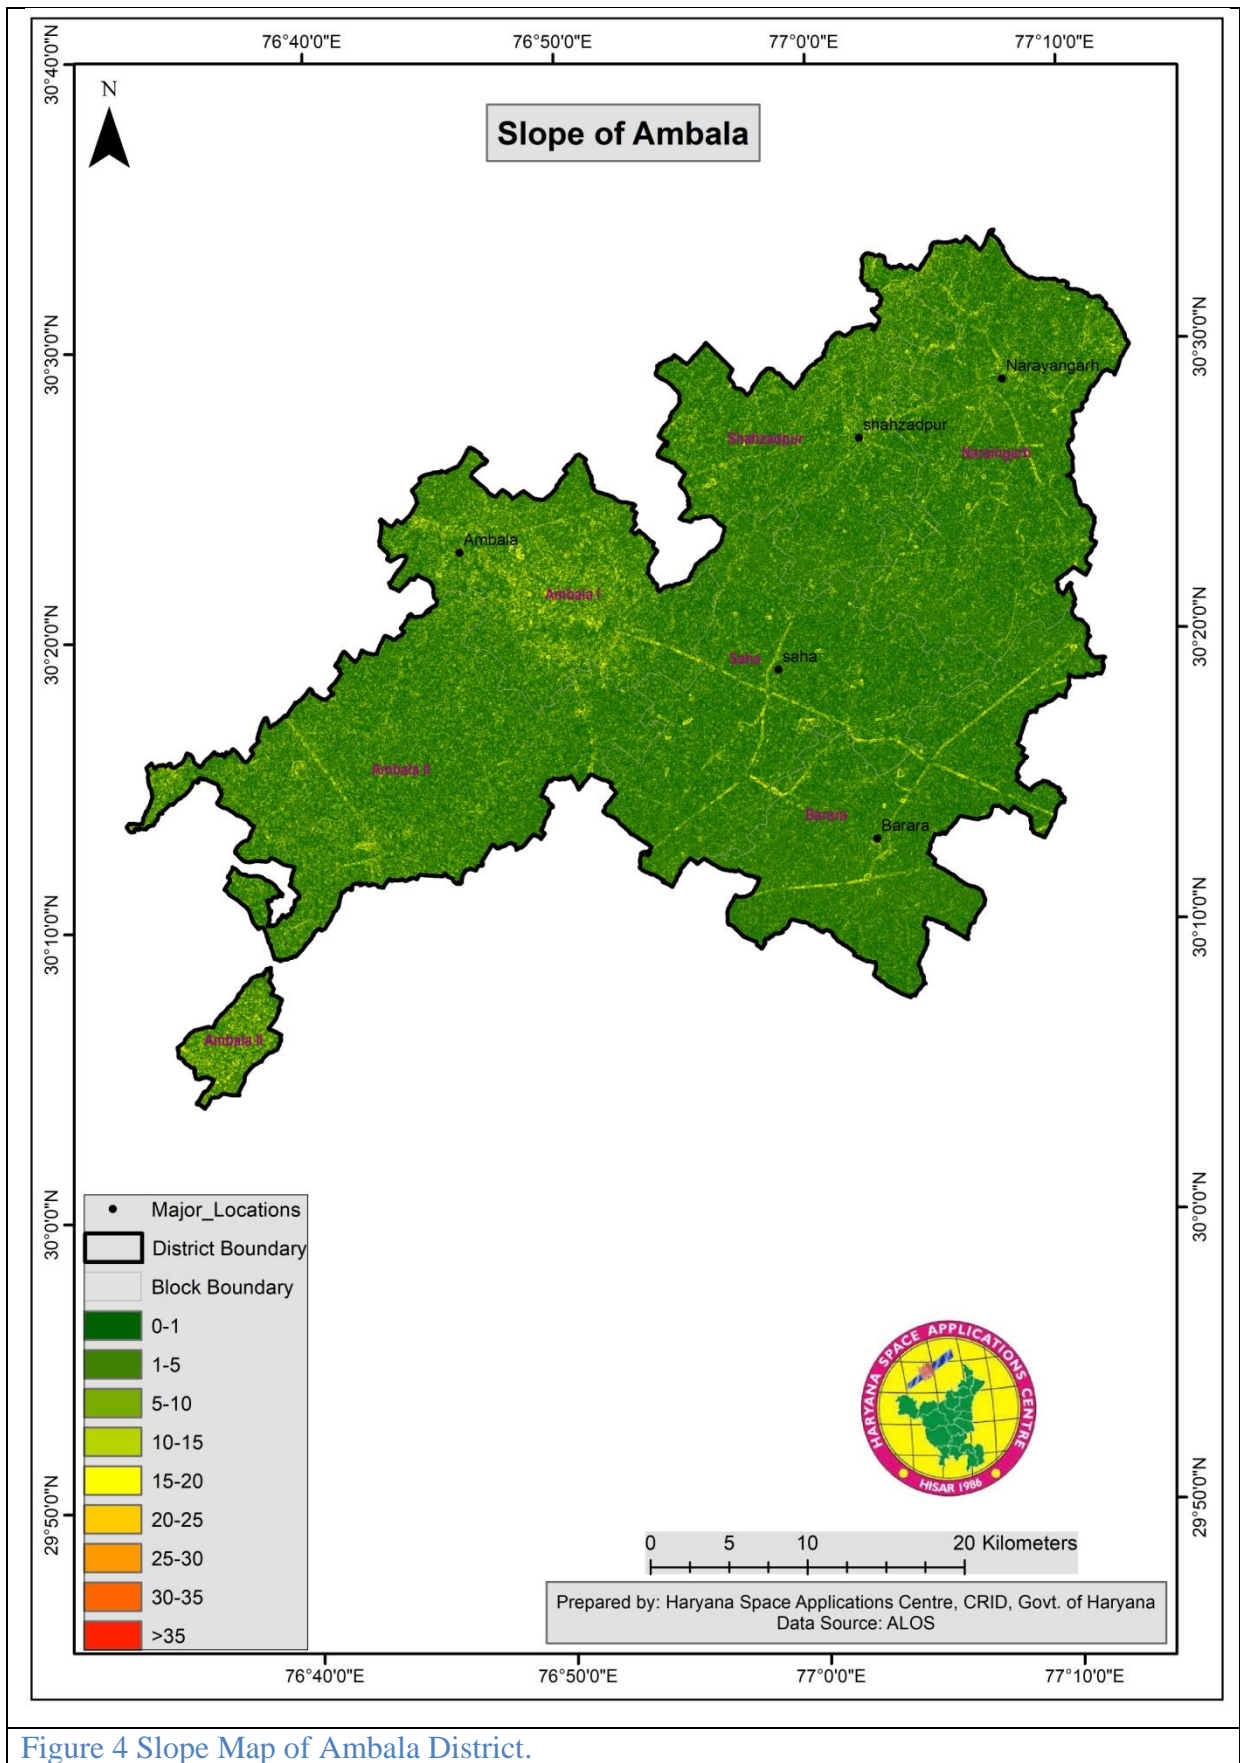 76°40'0"E 76°50'0"E 77°0'0"E 77°10'0"E
30°40'0"N
N
Slope of Ambala
30°30'0"N
30°30'0"N
Narayangarh
shahzadpur
Shahzadpur
Naraingarh
Ambala
Ambala I
30°20'0"N
30°20'0"N
Saha
saha
Ambala II
Barara
Barara
30°10'0"N
30°10'0"N
Ambala II
30°0'0"N
30°0'0"N
Major_Locations
District Boundary
Block Boundary
0-1
1-5
5-10
10-15
15-20
20-25
25-30
30-35
>35
29°50'0"N
29°50'0"N
HARYANA SPACE APPLICATIONS CENTRE
HISAR 1986
0 5 10 20 Kilometers
Prepared by: Haryana Space Applications Centre, CRID, Govt. of Haryana
Data Source: ALOS
76°40'0"E 76°50'0"E 77°0'0"E 77°10'0"E
Figure 4 Slope Map of Ambala District.